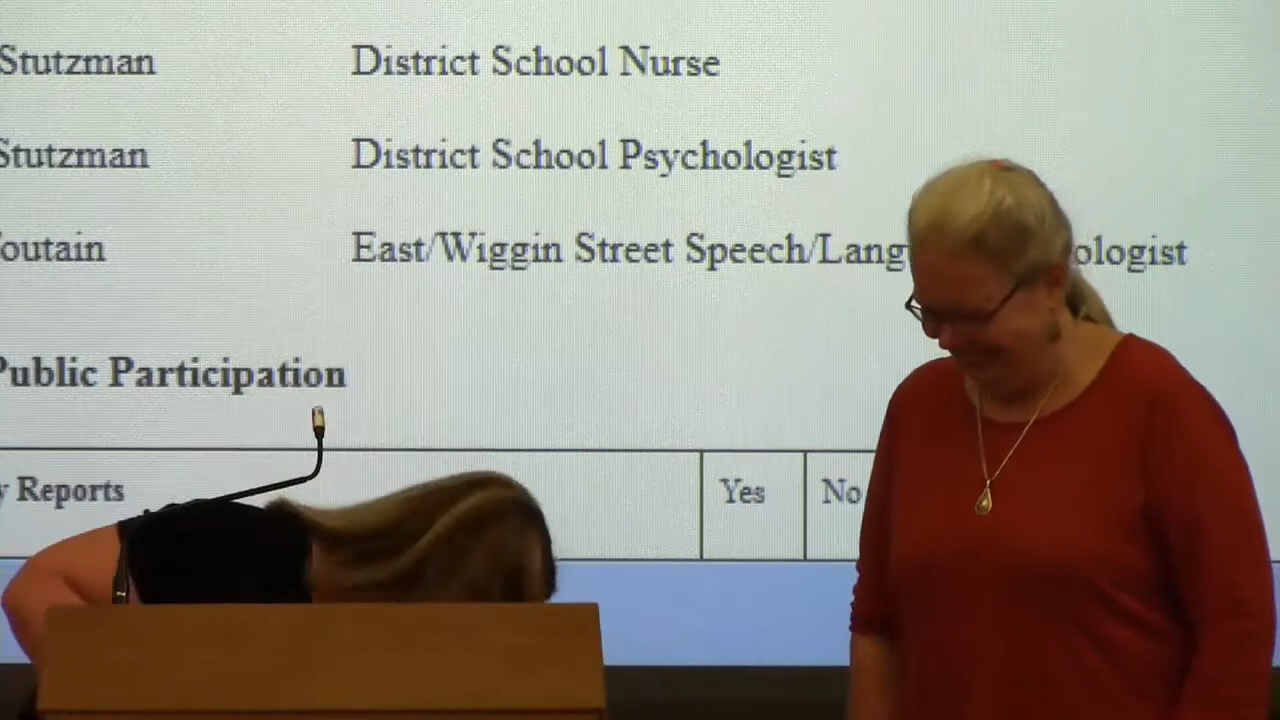 Stutzman District School Nurse
Stutzman District School Psychologist
outain East/Wiggin Street Speech/Lang ologist
Public Participation
y Reports Yes No